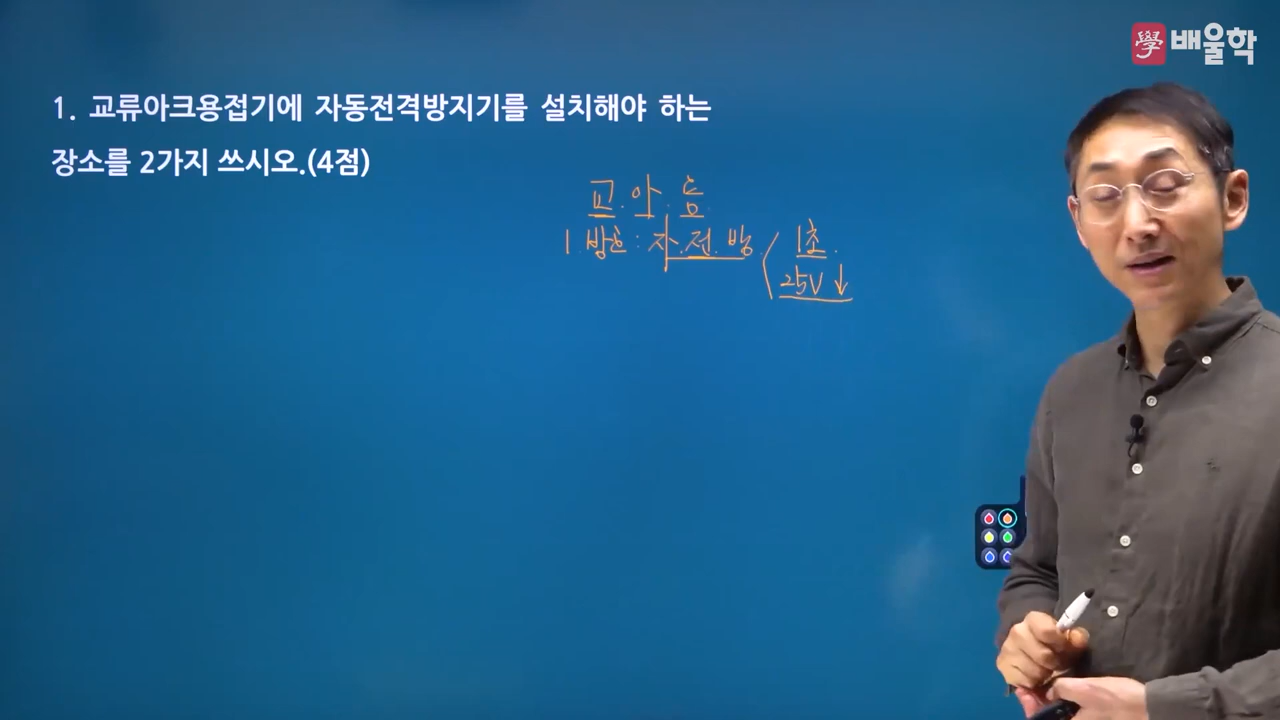 學 배울학
1. 교류아크용접기에 자동전격방지기를 설치해야 하는
장소를 2가지 쓰시오.(4점)
교.아.용.
1.방호: 자.전.방. 1초.
25V↓